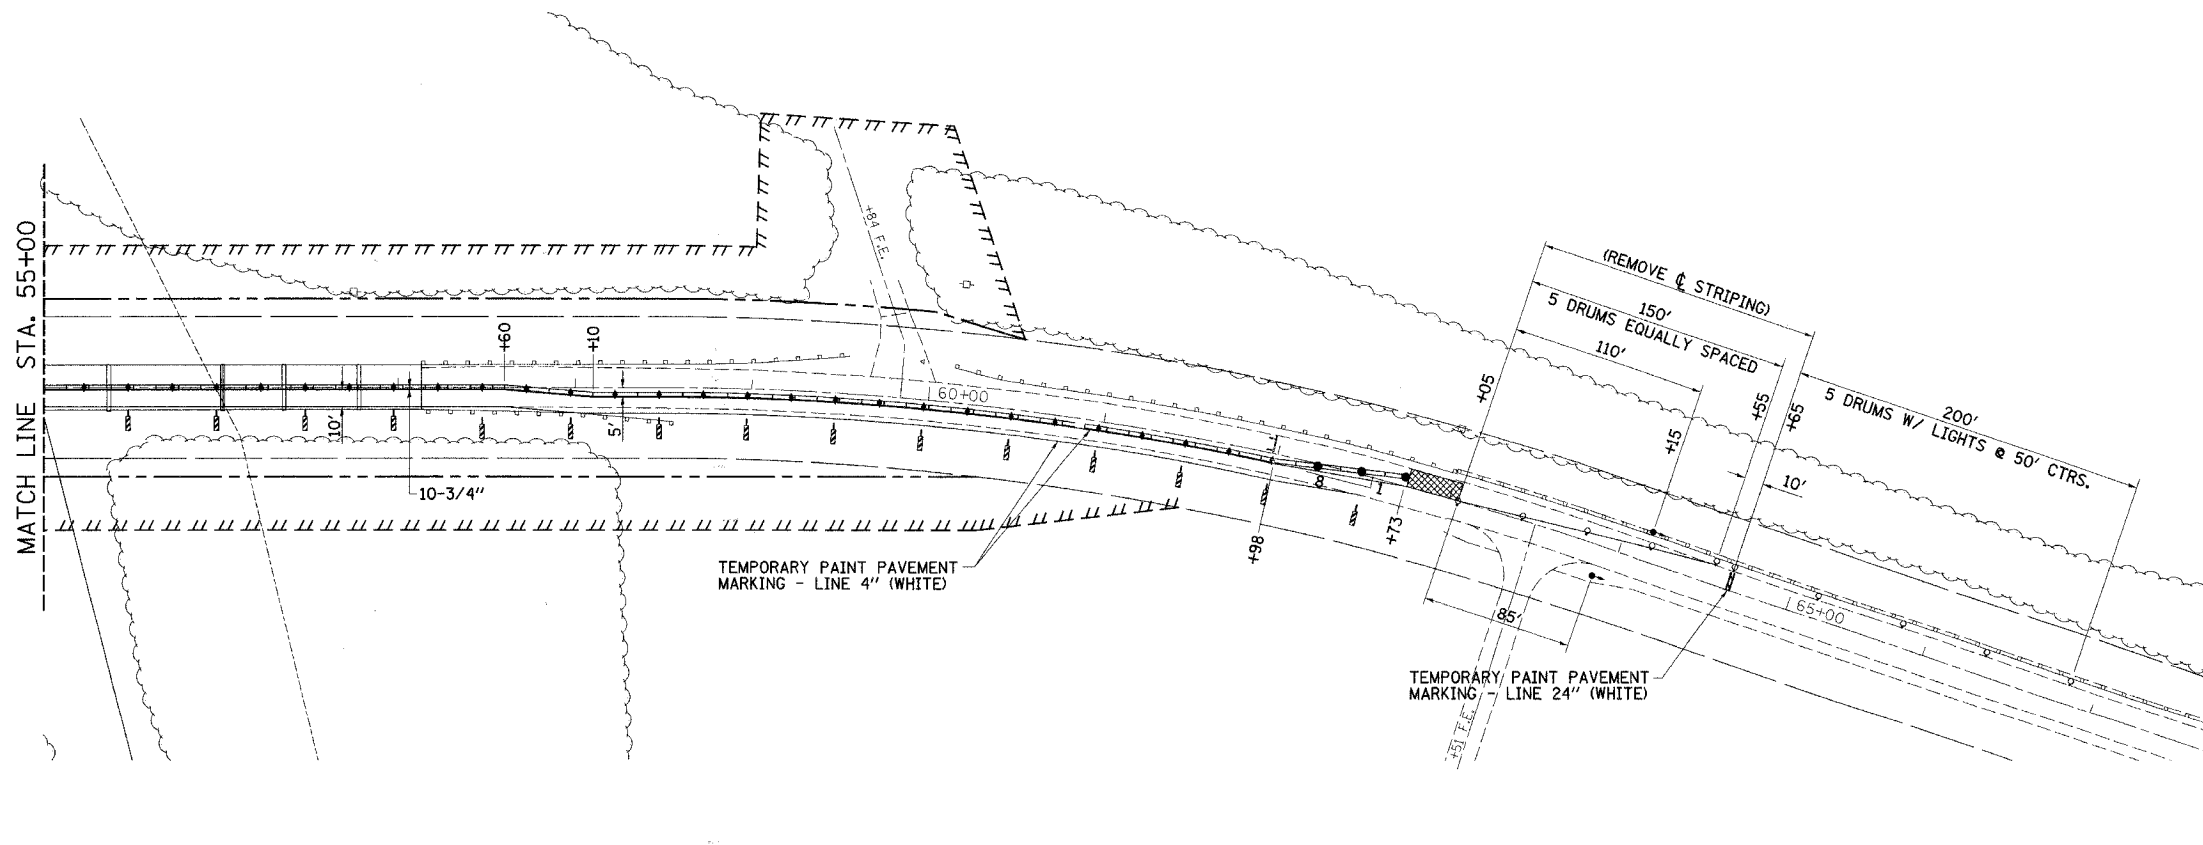 MATCH LINE STA. 55+00
+84 F.E.
+60
+10
10'
5'
10-3/4"
60+00
TEMPORARY PAINT PAVEMENT
MARKING - LINE 4" (WHITE)
+98
8
1
+73
+05
(REMOVE ℄ STRIPING)
150'
5 DRUMS EQUALLY SPACED
110'
+15
+55
+65
200'
5 DRUMS W/ LIGHTS @ 50' CTRS.
10'
85'
65+00
TEMPORARY PAINT PAVEMENT
MARKING - LINE 24" (WHITE)
+51 F.E.